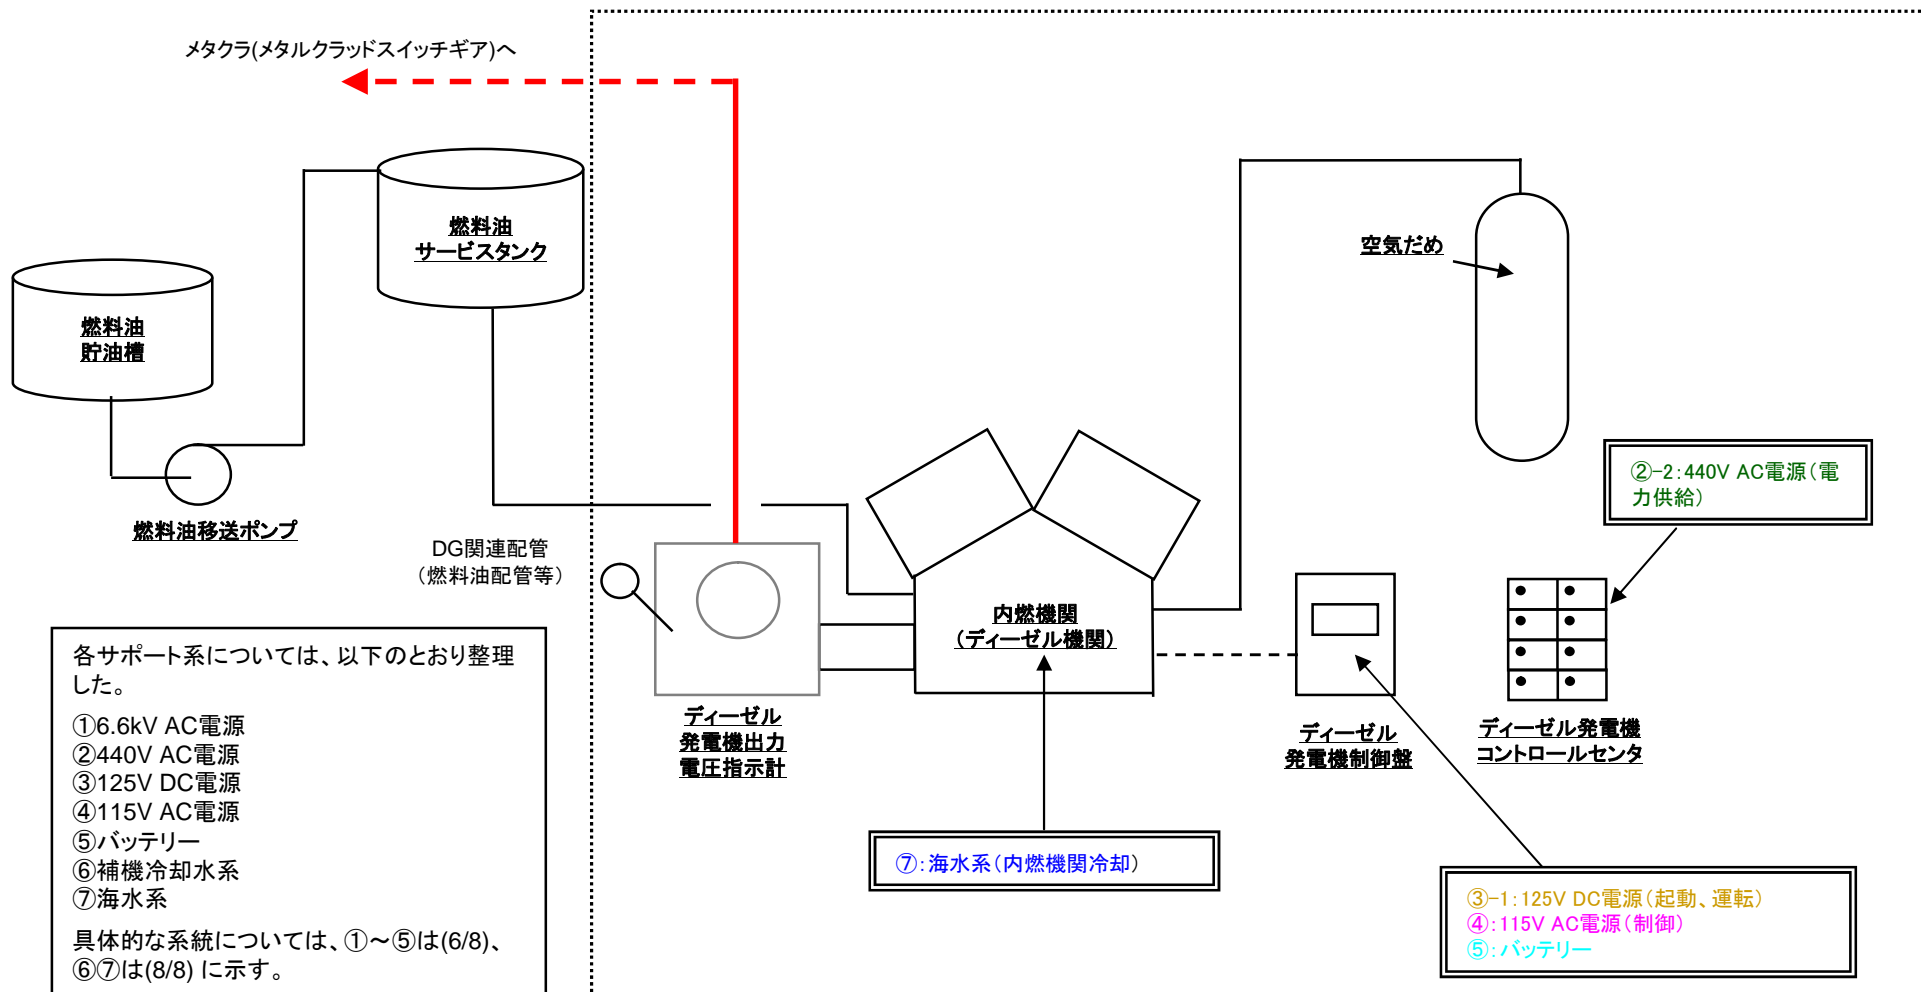 メタクラ(メタルクラッドスイッチギア)へ
燃料油
サービスタンク
空気だめ
燃料油
貯油槽
②-2:440V AC電源(電
力供給)
燃料油移送ポンプ
DG関連配管
(燃料油配管等)
内燃機関
(ディーゼル機関)
ディーゼル
発電機出力
電圧指示計
ディーゼル
発電機制御盤
ディーゼル発電機
コントロールセンタ
各サポート系については、以下のとおり整理
した。
①6.6kV AC電源
②440V AC電源
③125V DC電源
④115V AC電源
⑤バッテリー
⑥補機冷却水系
⑦海水系
具体的な系統については、①～⑤は(6/8)、
⑥⑦は(8/8) に示す。
⑦:海水系(内燃機関冷却)
③-1:125V DC電源(起動、運転)
④:115V AC電源(制御)
⑤:バッテリー